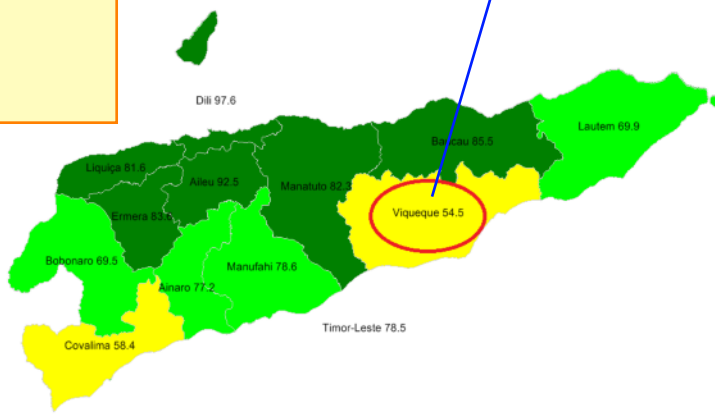 Dili 97.6
Baucau 85.5
Lautem 69.9
Liquiça 81.6
Aileu 92.5
Manatuto 82.3
Ermera 83.6
Viqueque 54.5
Bobonaro 69.5
Manufahi 78.6
Ainaro 77.2
Timor-Leste 78.5
Covalima 58.4